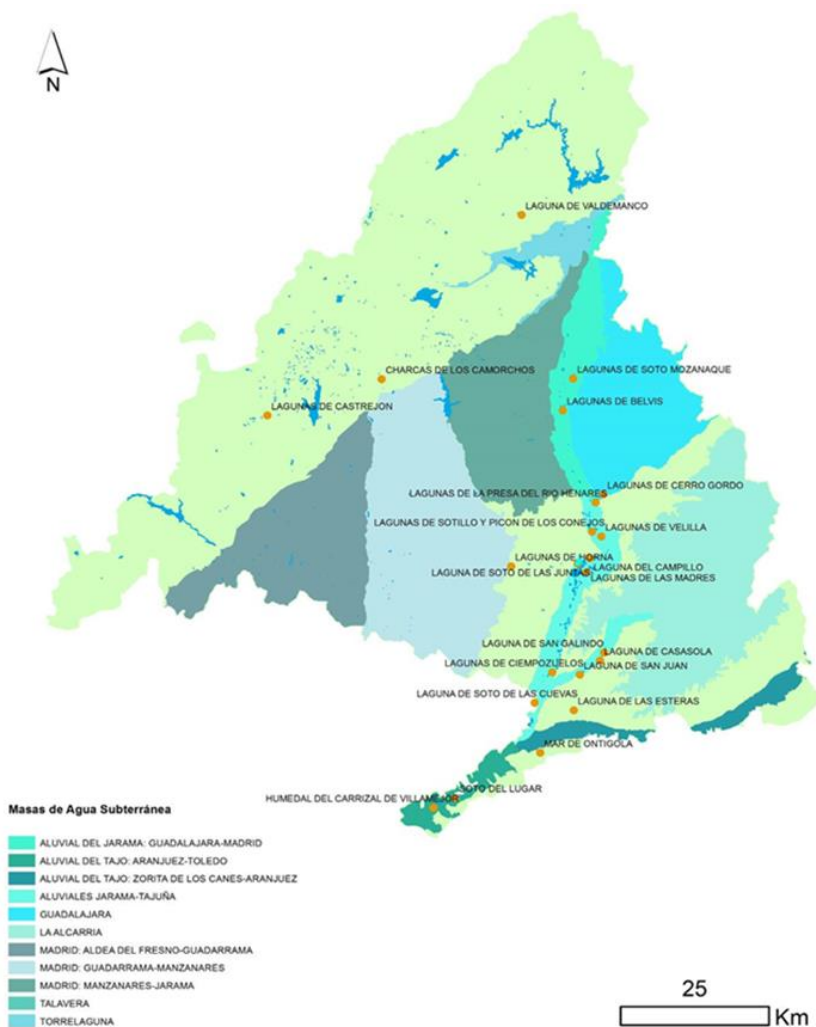 N
LAGUNA DE VALDEMANCO
CHARCAS DE LOS CAMORCHOS
LAGUNAS DE SOTO MOZANAQUE
LAGUNAS DE CASTREJON
LAGUNAS DE BELVIS
LAGUNAS DE CERRO GORDO
LAGUNAS DE LA PRESA DEL RIO HENARES
LAGUNAS DE SOTILLO Y PICON DE LOS CONEJOS
LAGUNAS DE VELILLA
LAGUNAS DE HORNA
LAGUNA DEL CAMPILLO
LAGUNA DE SOTO DE LAS JUNTAS
LAGUNAS DE LAS MADRES
LAGUNA DE SAN GALINDO
LAGUNA DE CASASOLA
LAGUNAS DE CIEMPOZUELOS
LAGUNA DE SAN JUAN
LAGUNA DE SOTO DE LAS CUEVAS
LAGUNA DE LAS ESTERAS
MAR DE ONTIGOLA
SOTO DEL LUGAR
HUMEDAL DEL CARRIZAL DE VILLAMEJOR
Masas de Agua Subterránea
ALUVIAL DEL JARAMA: GUADALAJARA-MADRID
ALUVIAL DEL TAJO: ARANJUEZ-TOLEDO
ALUVIAL DEL TAJO: ZORITA DE LOS CANES-ARANJUEZ
ALUVIALES JARAMA-TAJUÑA
GUADALAJARA
LA ALCARRIA
MADRID: ALDEA DEL FRESNO-GUADARRAMA
MADRID: GUADARRAMA-MANZANARES
MADRID: MANZANARES-JARAMA
TALAVERA
TORRELAGUNA
25
Km